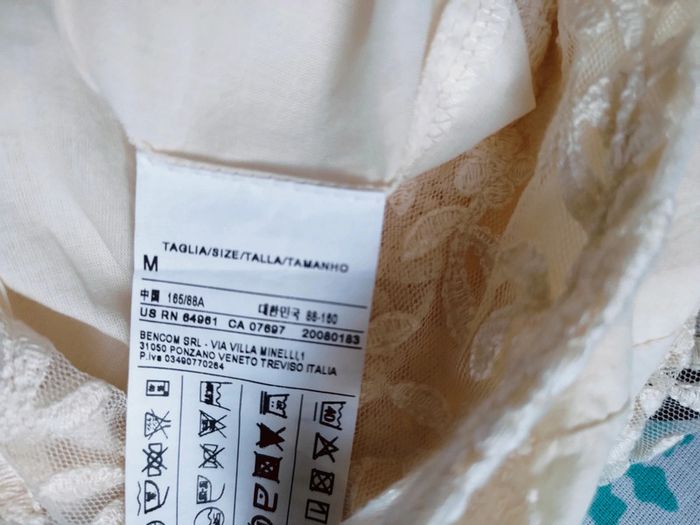 TAGLIA/SIZE/TALLA/TAMANHO
M
中国 165/88A 대한민국 88-160
US RN 64961 CA 07697 20080183
BENCOM SRL - VIA VILLA MINELLI,1
31050 PONZANO VENETO TREVISO ITALIA
P.iva 03490770264